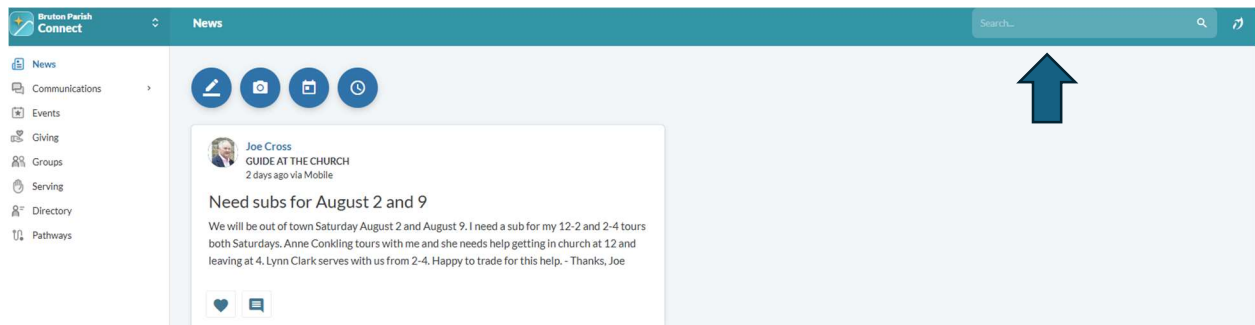 Bruton Parish
Connect
News
Search...
News
Communications
Events
Giving
Groups
Serving
Directory
Pathways
Joe Cross
GUIDE AT THE CHURCH
2 days ago via Mobile
Need subs for August 2 and 9
We will be out of town Saturday August 2 and August 9. I need a sub for my 12-2 and 2-4 tours
both Saturdays. Anne Conkling tours with me and she needs help getting in church at 12 and
leaving at 4. Lynn Clark serves with us from 2-4. Happy to trade for this help. - Thanks, Joe